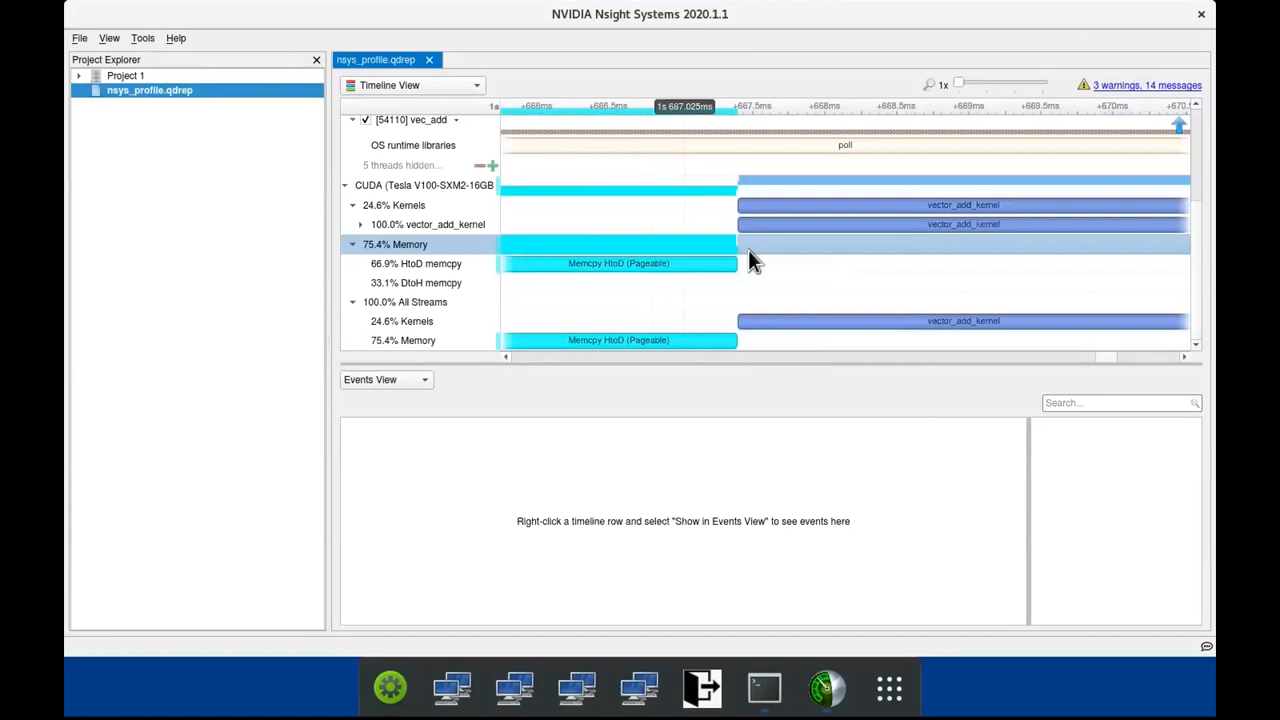 NVIDIA Nsight Systems 2020.1.1
File View Tools Help
Project Explorer
Project 1
nsys_profile.qdrep
nsys_profile.qdrep
Timeline View
1x
3 warnings, 14 messages
1s +666ms +666.5ms 1s 667.025ms +667.5ms +668ms +668.5ms +669ms +669.5ms +670ms
[54110] vec_add
OS runtime libraries poll
5 threads hidden...
CUDA (Tesla V100-SXM2-16GB
24.6% Kernels vector_add_kernel
100.0% vector_add_kernel vector_add_kernel
75.4% Memory
66.9% HtoD memcpy Memcpy HtoD (Pageable)
33.1% DtoH memcpy
100.0% All Streams
24.6% Kernels vector_add_kernel
75.4% Memory Memcpy HtoD (Pageable)
Events View
Search...
Right-click a timeline row and select "Show in Events View" to see events here